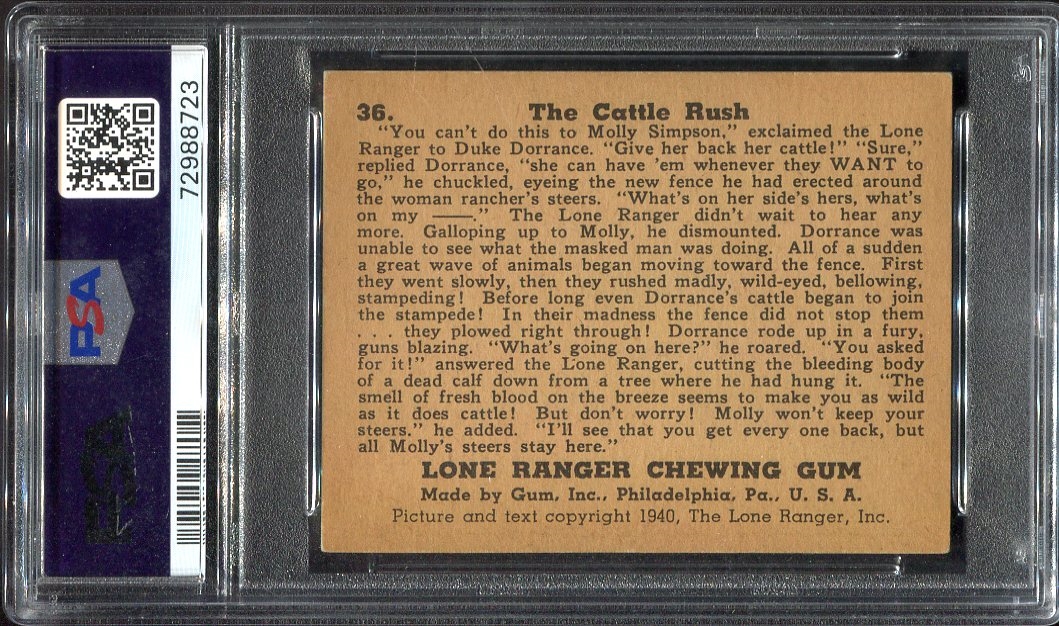 72988723
PSA
36. The Cattle Rush
"You can't do this to Molly Simpson," exclaimed the Lone
Ranger to Duke Dorrance. "Give her back her cattle!" "Sure,"
replied Dorrance, "she can have 'em whenever they WANT to
go," he chuckled, eyeing the new fence he had erected around
the woman rancher's steers. "What's on her side's hers, what's
on my ——." The Lone Ranger didn't wait to hear any
more. Galloping up to Molly, he dismounted. Dorrance was
unable to see what the masked man was doing. All of a sudden
a great wave of animals began moving toward the fence. First
they went slowly, then they rushed madly, wild-eyed, bellowing,
stampeding! Before long even Dorrance's cattle began to join
the stampede! In their madness the fence did not stop them
. . . they plowed right through! Dorrance rode up in a fury,
guns blazing. "What's going on here?" he roared. "You asked
for it!" answered the Lone Ranger, cutting the bleeding body
of a dead calf down from a tree where he had hung it. "The
smell of fresh blood on the breeze seems to make you as wild
as it does cattle! But don't worry! Molly won't keep your
steers." he added. "I'll see that you get every one back, but
all Molly's steers stay here."
LONE RANGER CHEWING GUM
Made by Gum, Inc., Philadelphia, Pa., U. S. A.
Picture and text copyright 1940, The Lone Ranger, Inc.